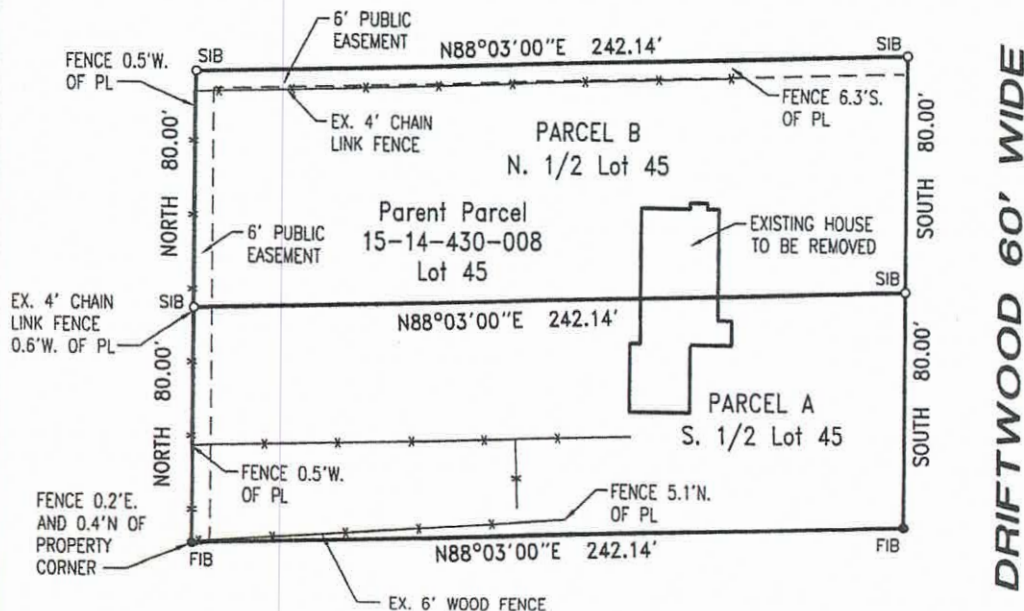 6' PUBLIC
EASEMENT
N88°03'00"E 242.14'
SIB
SIB
FENCE 0.5'W.
OF PL
FENCE 6.3'S.
OF PL
EX. 4' CHAIN
LINK FENCE
NORTH 80.00'
SOUTH 80.00'
PARCEL B
N. 1/2 Lot 45
Parent Parcel
15-14-430-008
Lot 45
6' PUBLIC
EASEMENT
EXISTING HOUSE
TO BE REMOVED
DRIFTWOOD 60' WIDE
EX. 4' CHAIN
LINK FENCE
0.6'W. OF PL
SIB
SIB
N88°03'00"E 242.14'
NORTH 80.00'
SOUTH 80.00'
PARCEL A
S. 1/2 Lot 45
FENCE 0.5'W.
OF PL
FENCE 5.1'N.
OF PL
FENCE 0.2'E.
AND 0.4'N OF
PROPERTY
CORNER
FIB
N88°03'00"E 242.14'
FIB
EX. 6' WOOD FENCE